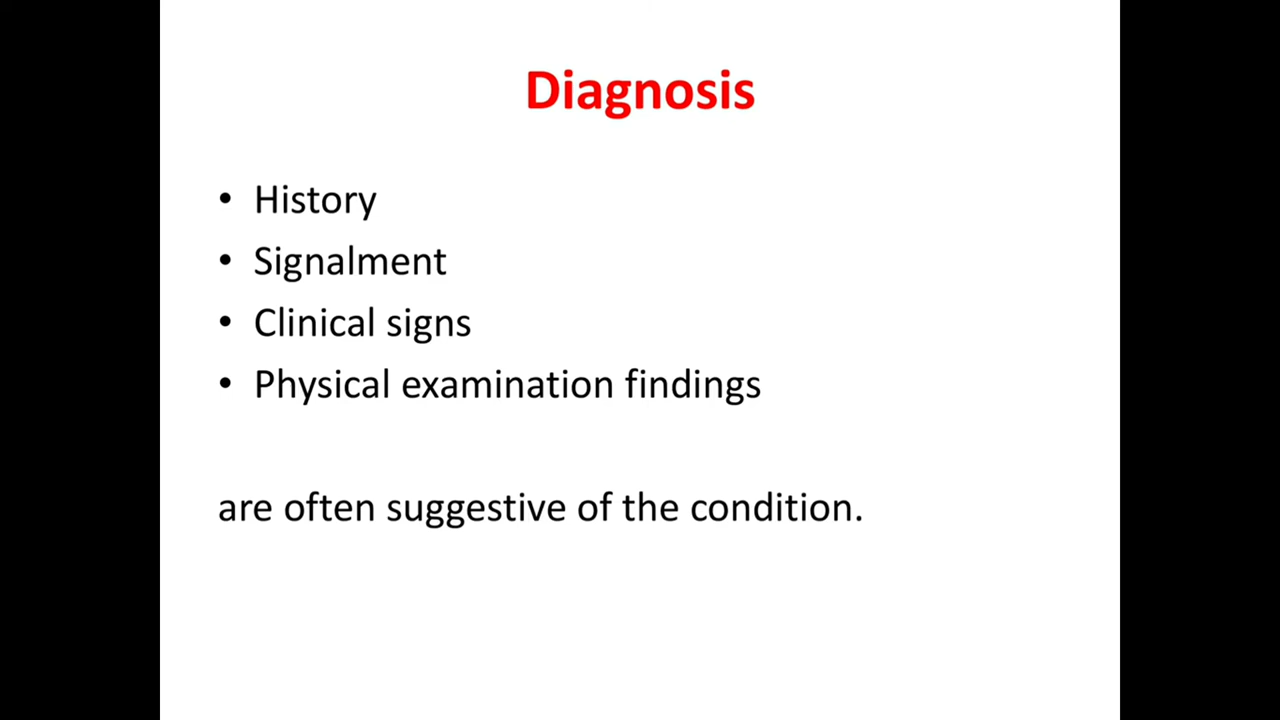 Diagnosis
• History
• Signalment
• Clinical signs
• Physical examination findings
are often suggestive of the condition.